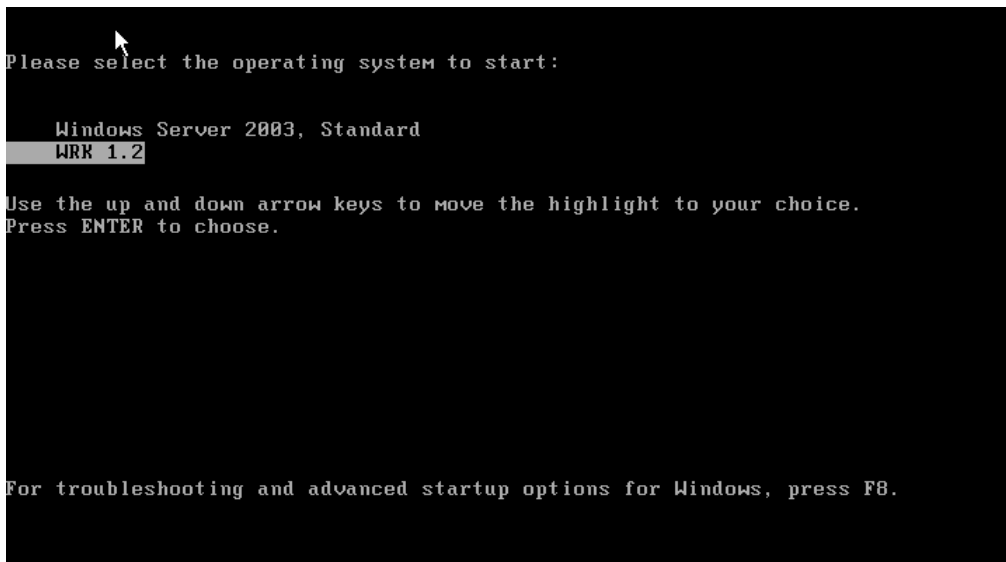 Please select the operating system to start:
Windows Server 2003, Standard
WRK 1.2
Use the up and down arrow keys to move the highlight to your choice.
Press ENTER to choose.
For troubleshooting and advanced startup options for Windows, press F8.